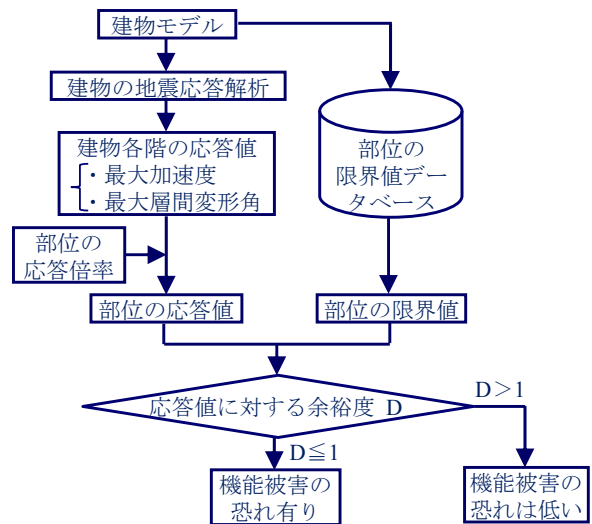 建物モデル
建物の地震応答解析
建物各階の応答値
・最大加速度
・最大層間変形角
部位の
限界値デー
タベース
部位の
応答倍率
部位の応答値
部位の限界値
応答値に対する余裕度 D
D＞1
D≦1
機能被害の
恐れ有り
機能被害の
恐れは低い